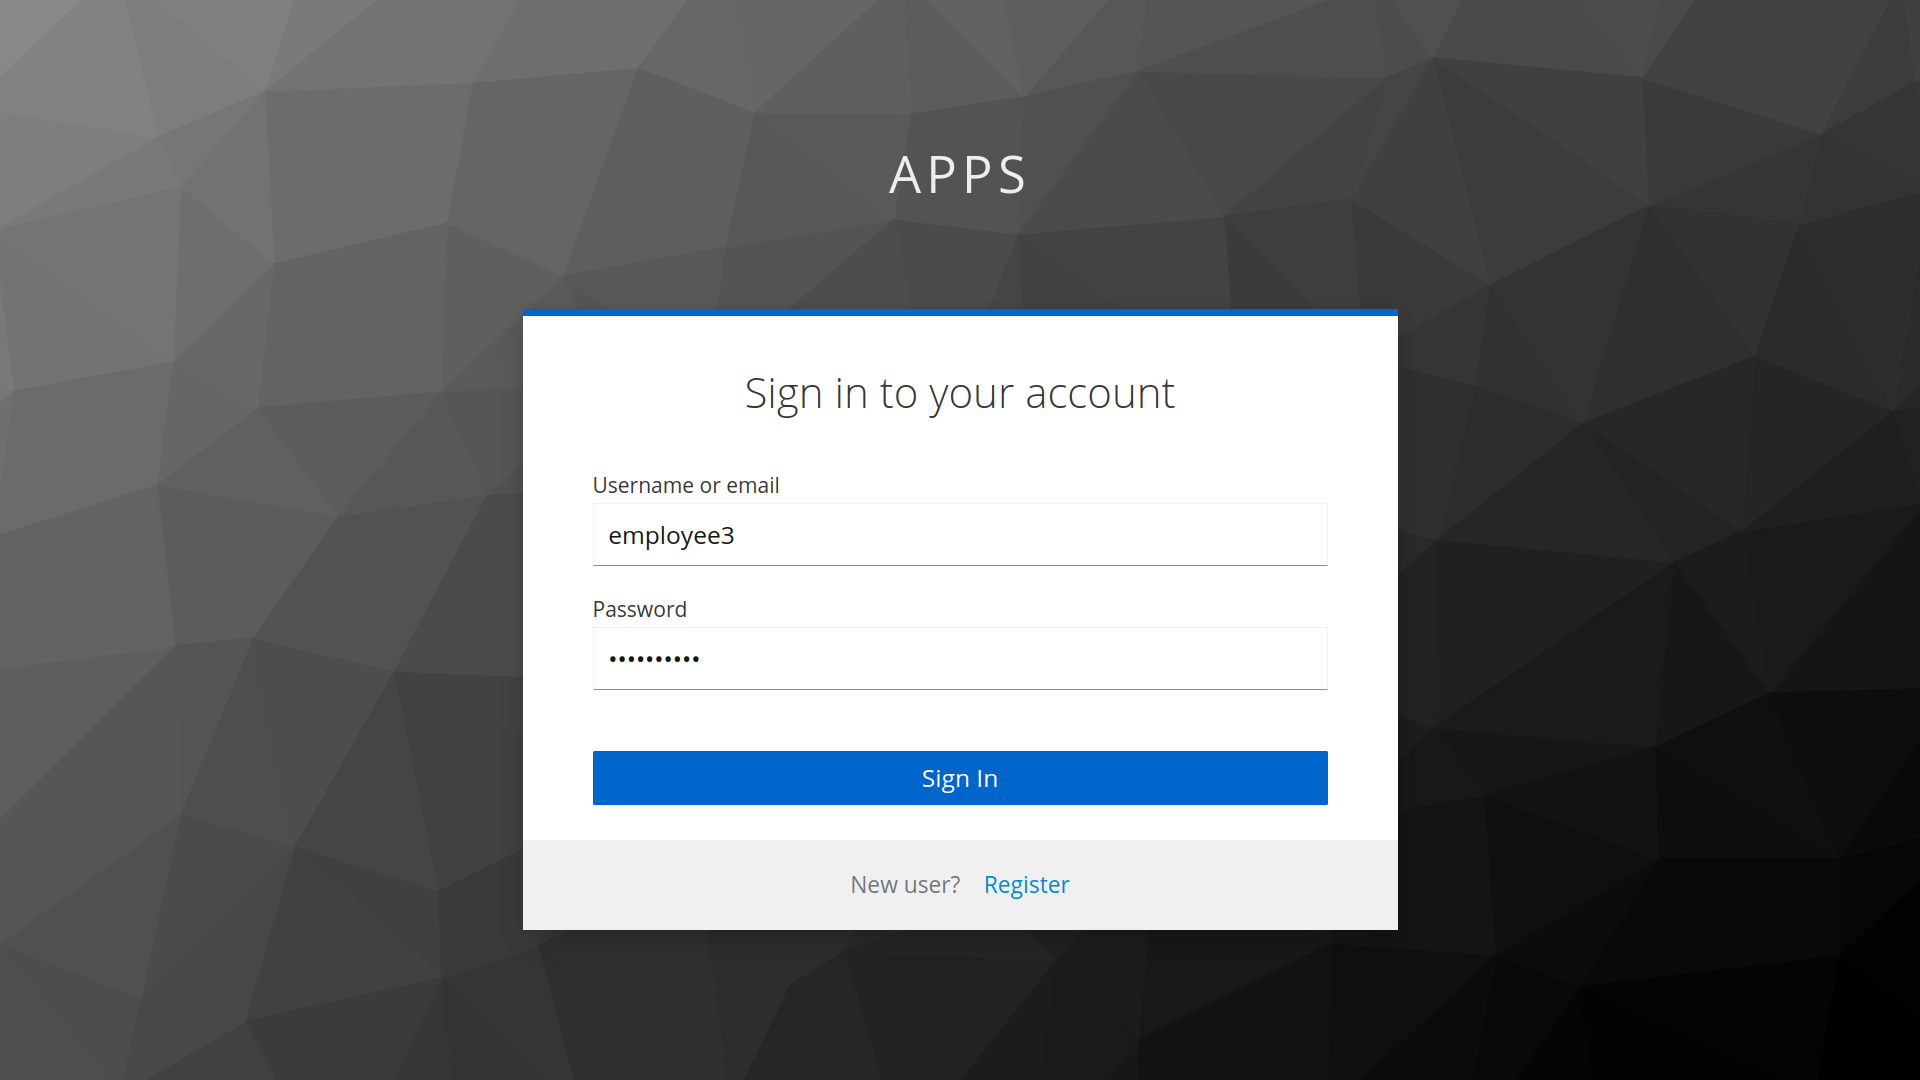 APPS
Sign in to your account
Username or email
employee3
Password
••••••••••
Sign In
New user? Register